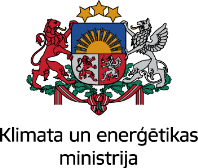 Klimata un enerģētikas
ministrija